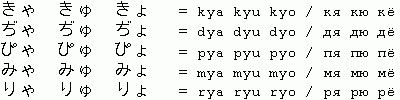 きゃ きゅ きょ = kya kyu kyo / кя кю кё
ぢゃ ぢゅ ぢょ = dya dyu dyo / дя дю дё
ぴゃ ぴゅ ぴょ = pya pyu pyo / пя пю пё
みゃ みゅ みょ = mya myu myo / мя мю мё
りゃ りゅ りょ = rya ryu ryo / ря рю рё